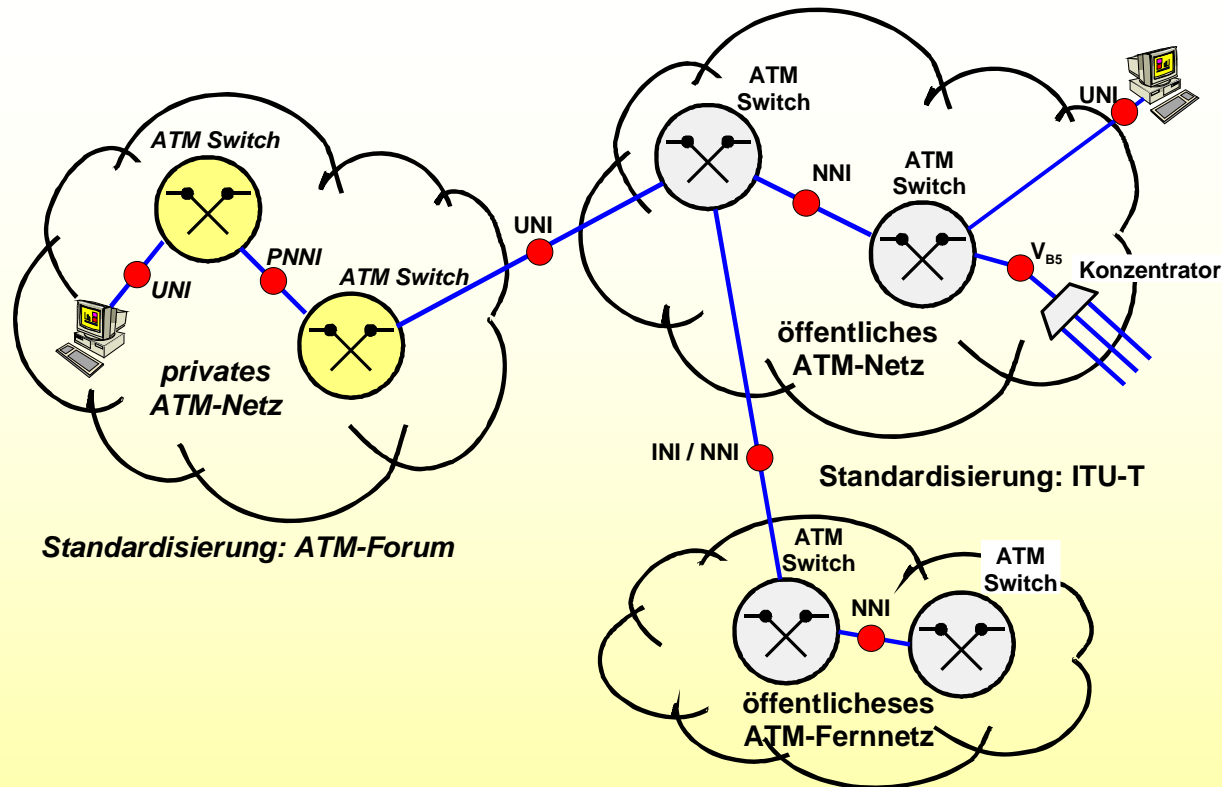 ATM Switch
UNI
PNNI
ATM Switch
privates
ATM-Netz
Standardisierung: ATM-Forum
UNI
ATM
Switch
NNI
ATM
Switch
UNI
VB5
Konzentrator
öffentliches
ATM-Netz
INI / NNI
Standardisierung: ITU-T
ATM
Switch
NNI
ATM
Switch
öffentlicheses
ATM-Fernnetz